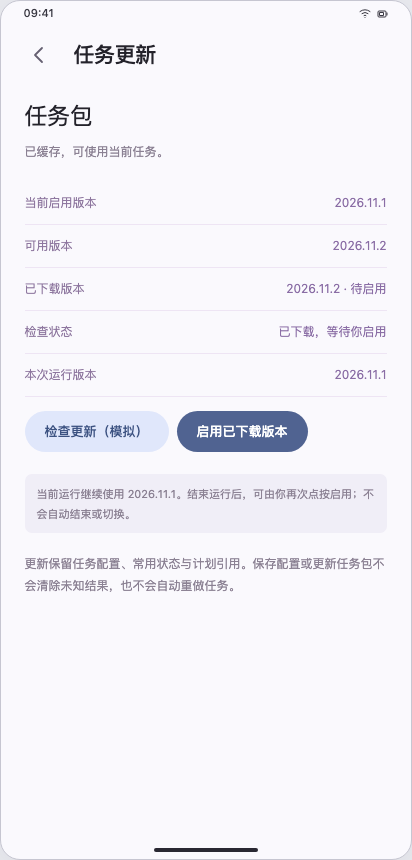 09:41
任务更新
任务包
已缓存，可使用当前任务。
当前启用版本 2026.11.1
可用版本 2026.11.2
已下载版本 2026.11.2 · 待启用
检查状态 已下载，等待你启用
本次运行版本 2026.11.1
检查更新（模拟） 启用已下载版本
当前运行继续使用 2026.11.1。结束运行后，可由你再次点按启用；不
会自动结束或切换。
更新保留任务配置、常用状态与计划引用。保存配置或更新任务包不
会清除未知结果，也不会自动重做任务。